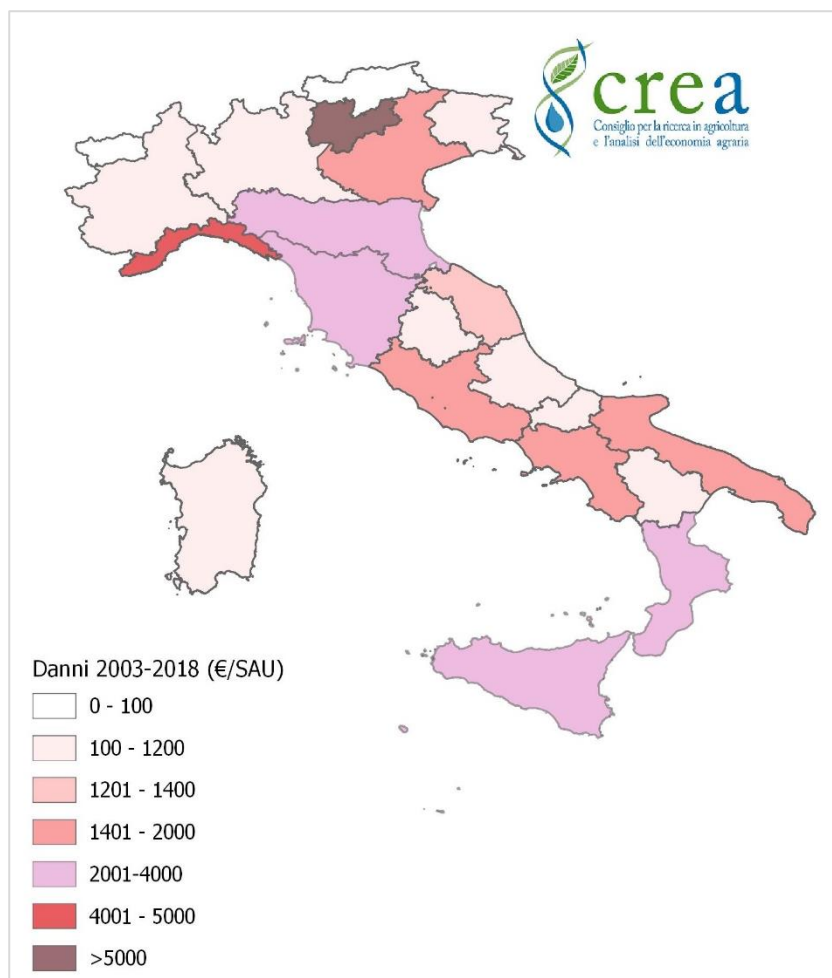 crea
Consiglio per la ricerca in agricoltura
e l'analisi dell'economia agraria
Danni 2003-2018 (€/SAU)
0 - 100
100 - 1200
1201 - 1400
1401 - 2000
2001-4000
4001 - 5000
>5000